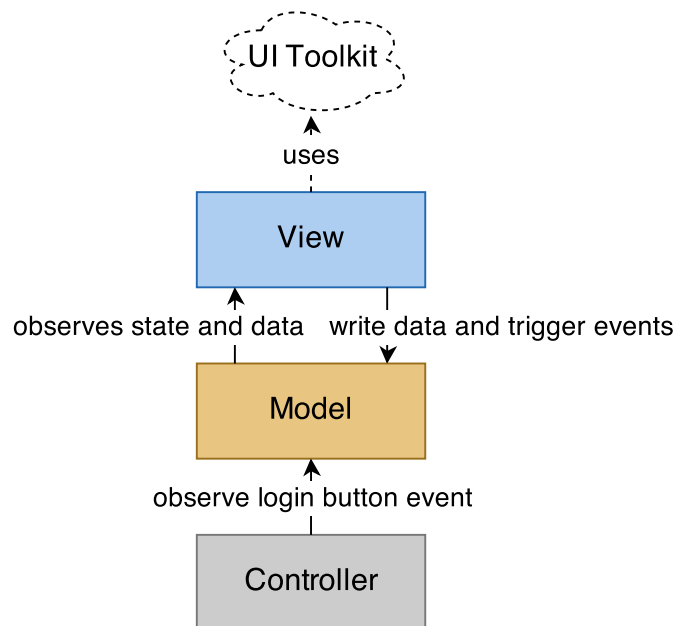 UI Toolkit
uses
View
observes state and data
write data and trigger events
Model
observe login button event
Controller